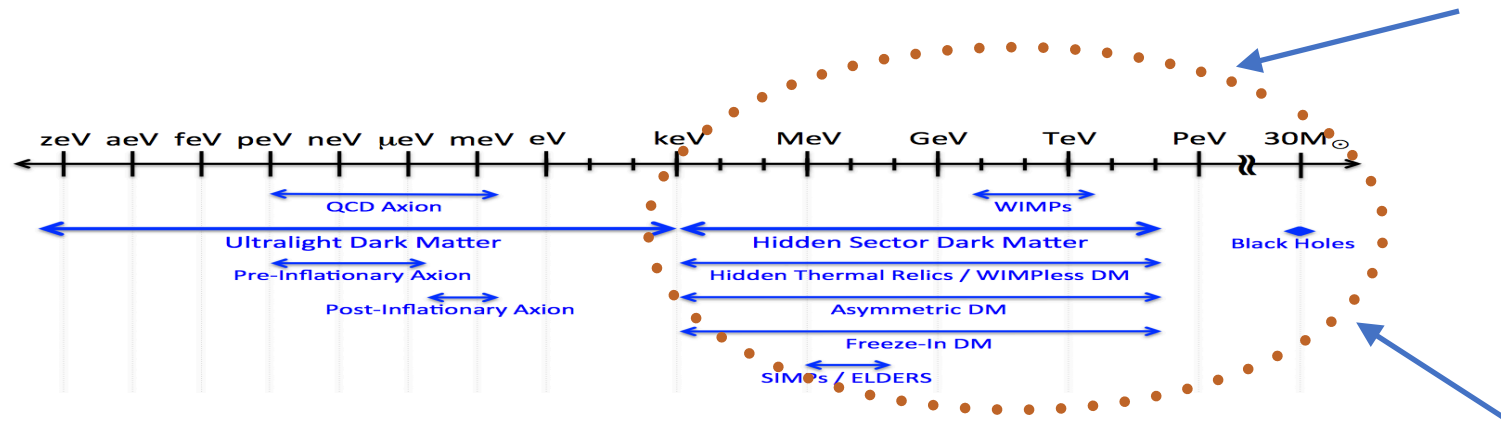 zeV aeV feV peV neV μeV meV eV keV MeV GeV TeV PeV 30M☉
QCD Axion WIMPs
Ultralight Dark Matter Hidden Sector Dark Matter Black Holes
Pre-Inflationary Axion Hidden Thermal Relics / WIMPless DM
Post-Inflationary Axion Asymmetric DM
Freeze-In DM
SIMPs / ELDERS